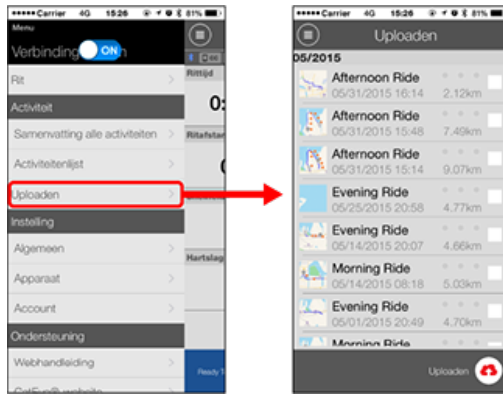 Carrier 4G 15:26 81%
Menu
Verbinding ON
Rit
Rittijd
Activiteit
0:
Samenvatting alle activiteiten
Ritafstan
Activiteitenlijst
Uploaden
Instelling
Algemeen
Hartslag
Apparaat
Account
Ondersteuning
Webhandleiding
Ready T
CatEye® website
Carrier 4G 15:26 81%
Uploaden
05/2015
Afternoon Ride
05/31/2015 16:14 2.12km
Afternoon Ride
05/31/2015 15:48 7.49km
Afternoon Ride
05/31/2015 15:14 9.07km
Evening Ride
05/25/2015 20:58 4.77km
Evening Ride
05/14/2015 20:07 4.66km
Morning Ride
05/14/2015 08:18 5.03km
Evening Ride
05/01/2015 20:49 4.70km
Morning Ride
Uploaden